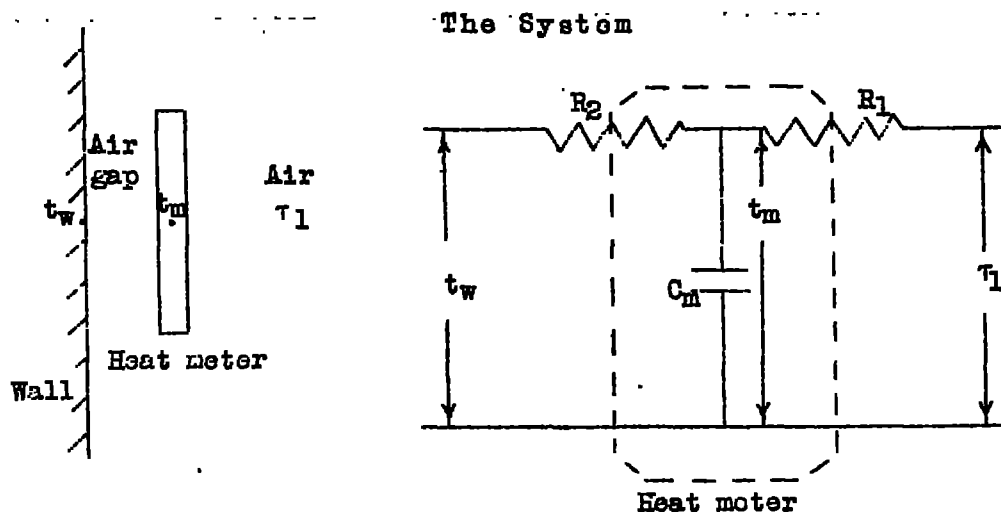 The System
Air
gap
t_w
t_m
Air
τ_1
Heat meter
Wall
R_2
R_1
t_w
C_m
t_m
τ_1
Heat meter